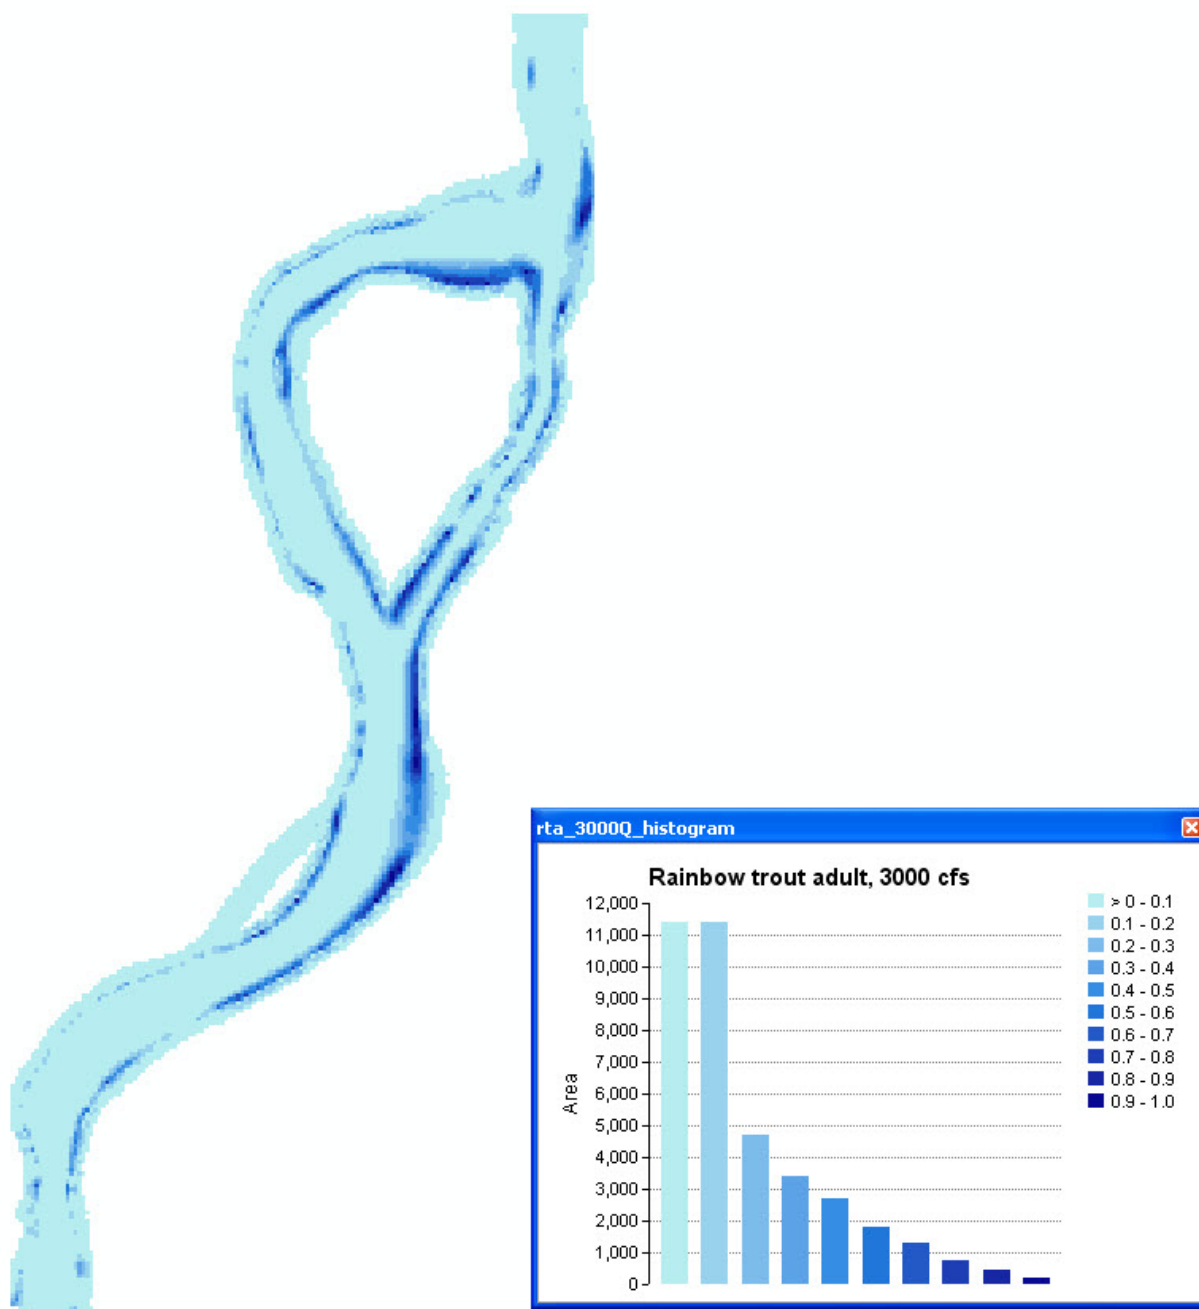 rta_3000Q_histogram
Rainbow trout adult, 3000 cfs
12,000
11,000
10,000
9,000
8,000
7,000
6,000
5,000
4,000
3,000
2,000
1,000
0
Area
> 0 - 0.1
0.1 - 0.2
0.2 - 0.3
0.3 - 0.4
0.4 - 0.5
0.5 - 0.6
0.6 - 0.7
0.7 - 0.8
0.8 - 0.9
0.9 - 1.0